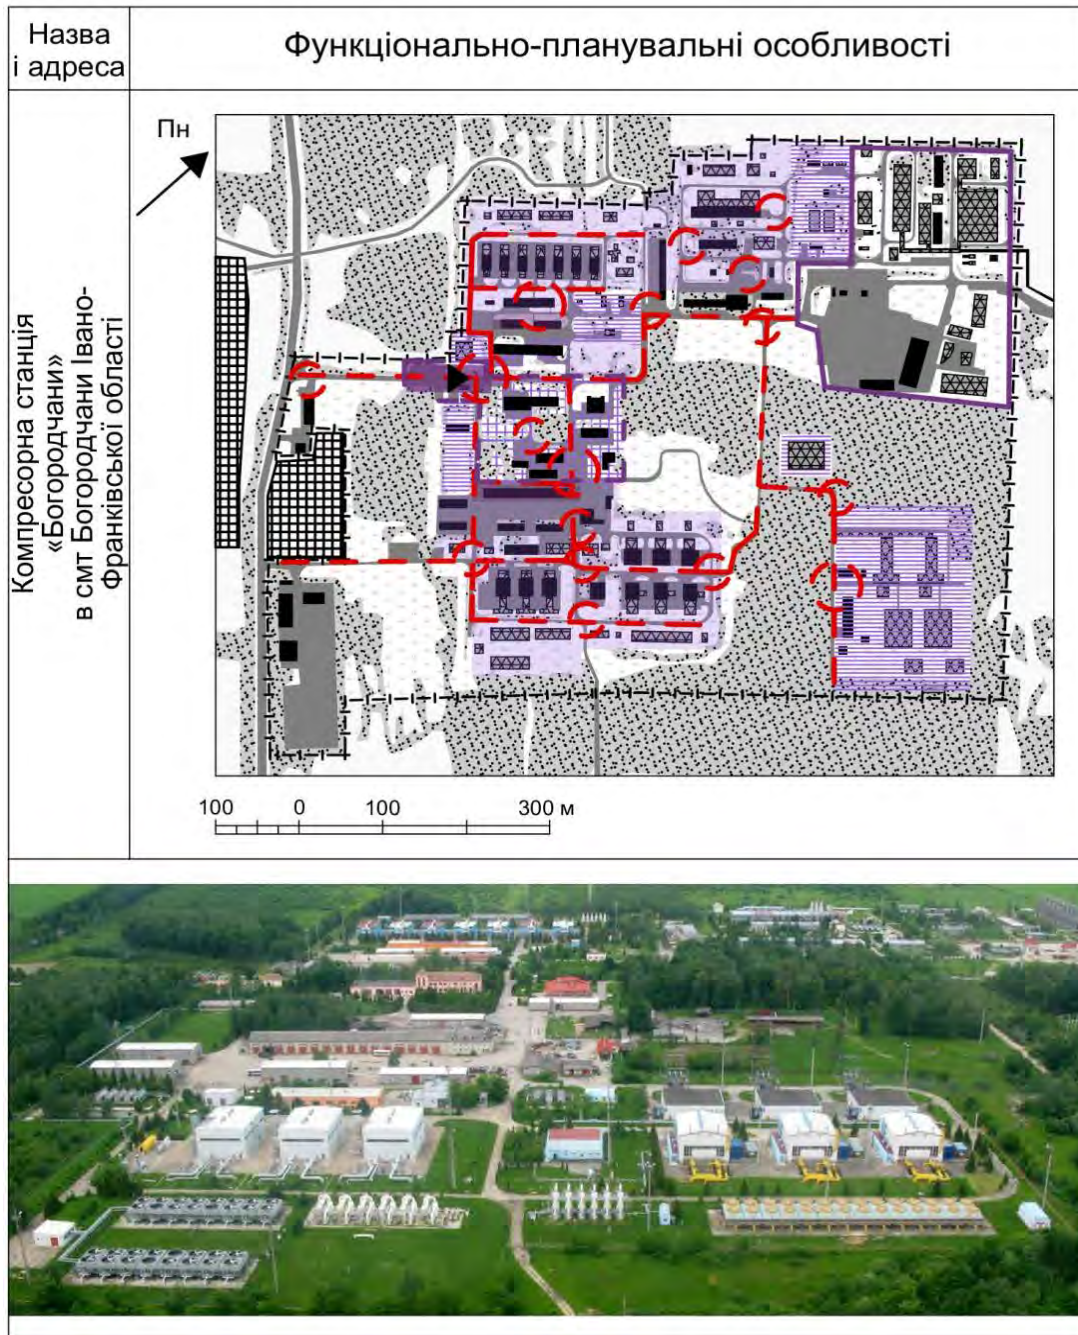 Назва
і адреса
Функціонально-планувальні особливості
Компресорна станція
«Богородчани»
в смт Богородчани Івано-
Франківської області
Пн
100 0 100 300 м